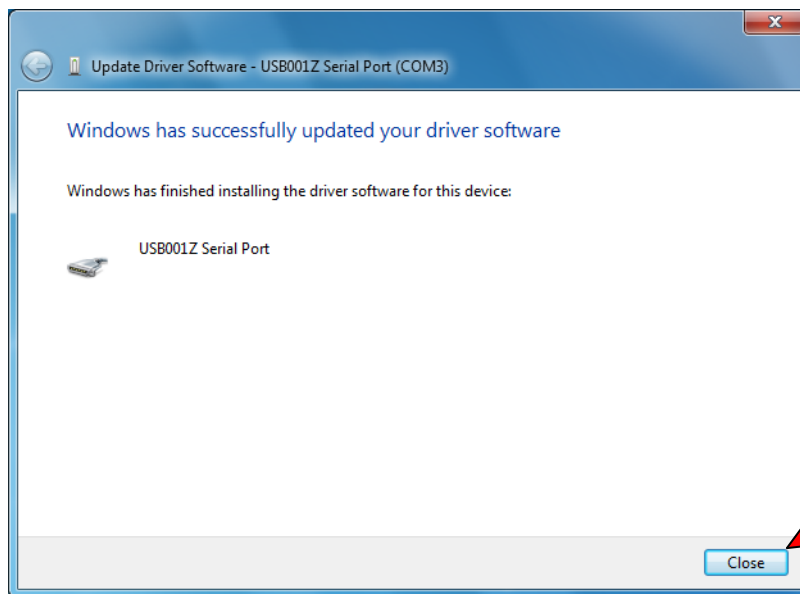 Update Driver Software - USB001Z Serial Port (COM3)
Windows has successfully updated your driver software
Windows has finished installing the driver software for this device:
USB001Z Serial Port
Close